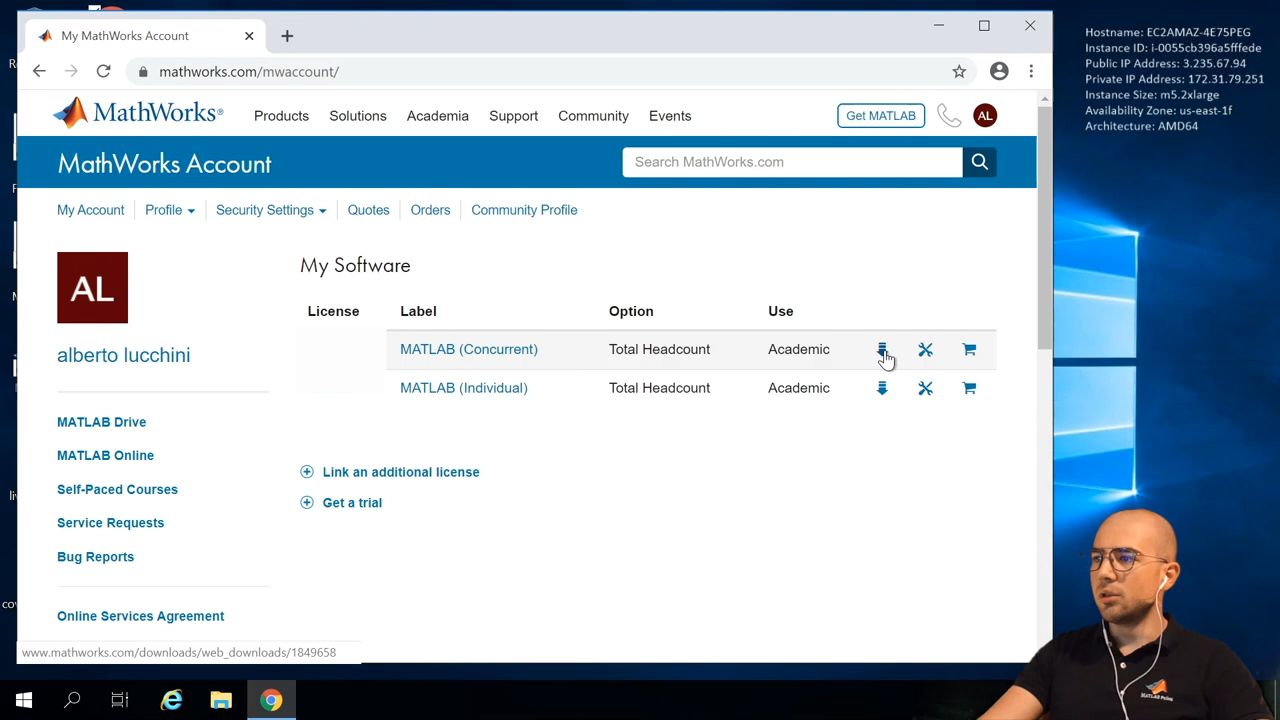 My MathWorks Account
mathworks.com/mwaccount/
MathWorks®
Products
Solutions
Academia
Support
Community
Events
Get MATLAB
AL
MathWorks Account
Search MathWorks.com
My Account
Profile
Security Settings
Quotes
Orders
Community Profile
AL
alberto lucchini
MATLAB Drive
MATLAB Online
Self-Paced Courses
Service Requests
Bug Reports
Online Services Agreement
My Software
License Label Option Use
MATLAB (Concurrent) Total Headcount Academic
MATLAB (Individual) Total Headcount Academic
Link an additional license
Get a trial
www.mathworks.com/downloads/web_downloads/1849658
Hostname: EC2AMAZ-4E75PEG
Instance ID: i-0055cb396a5fffede
Public IP Address: 3.235.67.94
Private IP Address: 172.31.79.251
Instance Size: m5.2xlarge
Availability Zone: us-east-1f
Architecture: AMD64